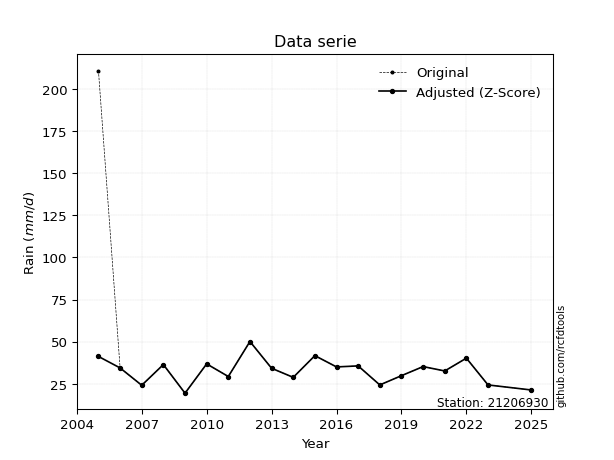 Data serie
Original
Adjusted (Z-Score)
200
175
150
125
100
75
50
25
Rain (mm/d)
Station: 21206930
github.com/rcfdtools
2004 2007 2010 2013 2016 2019 2022 2025
Year